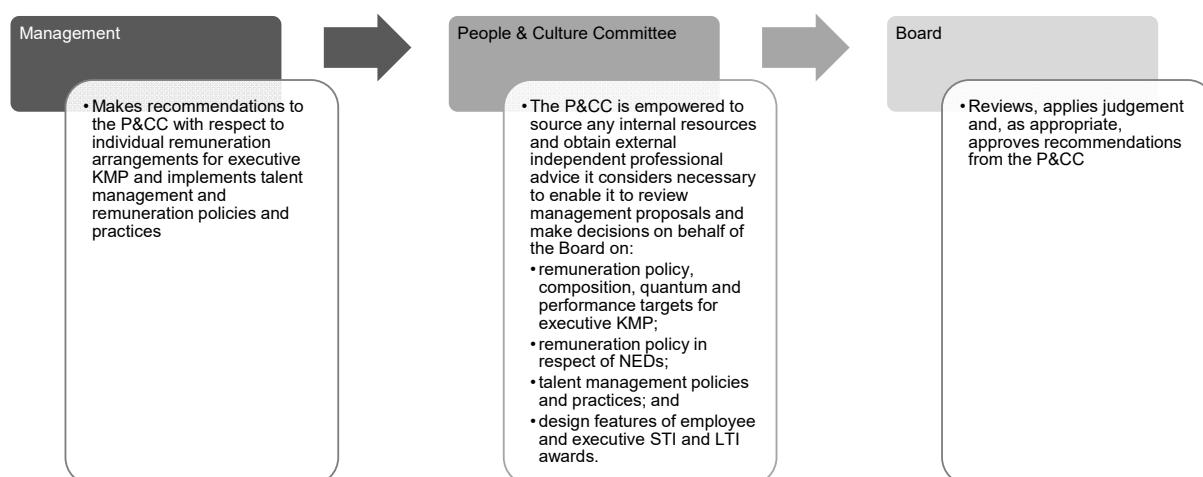 Management
• Makes recommendations to
the P&CC with respect to
individual remuneration
arrangements for executive
KMP and implements talent
management and
remuneration policies and
practices
People & Culture Committee
• The P&CC is empowered to
source any internal resources
and obtain external
independent professional
advice it considers necessary
to enable it to review
management proposals and
make decisions on behalf of
the Board on:
• remuneration policy,
composition, quantum and
performance targets for
executive KMP;
• remuneration policy in
respect of NEDs;
• talent management policies
and practices; and
• design features of employee
and executive STI and LTI
awards.
Board
• Reviews, applies judgement
and, as appropriate,
approves recommendations
from the P&CC